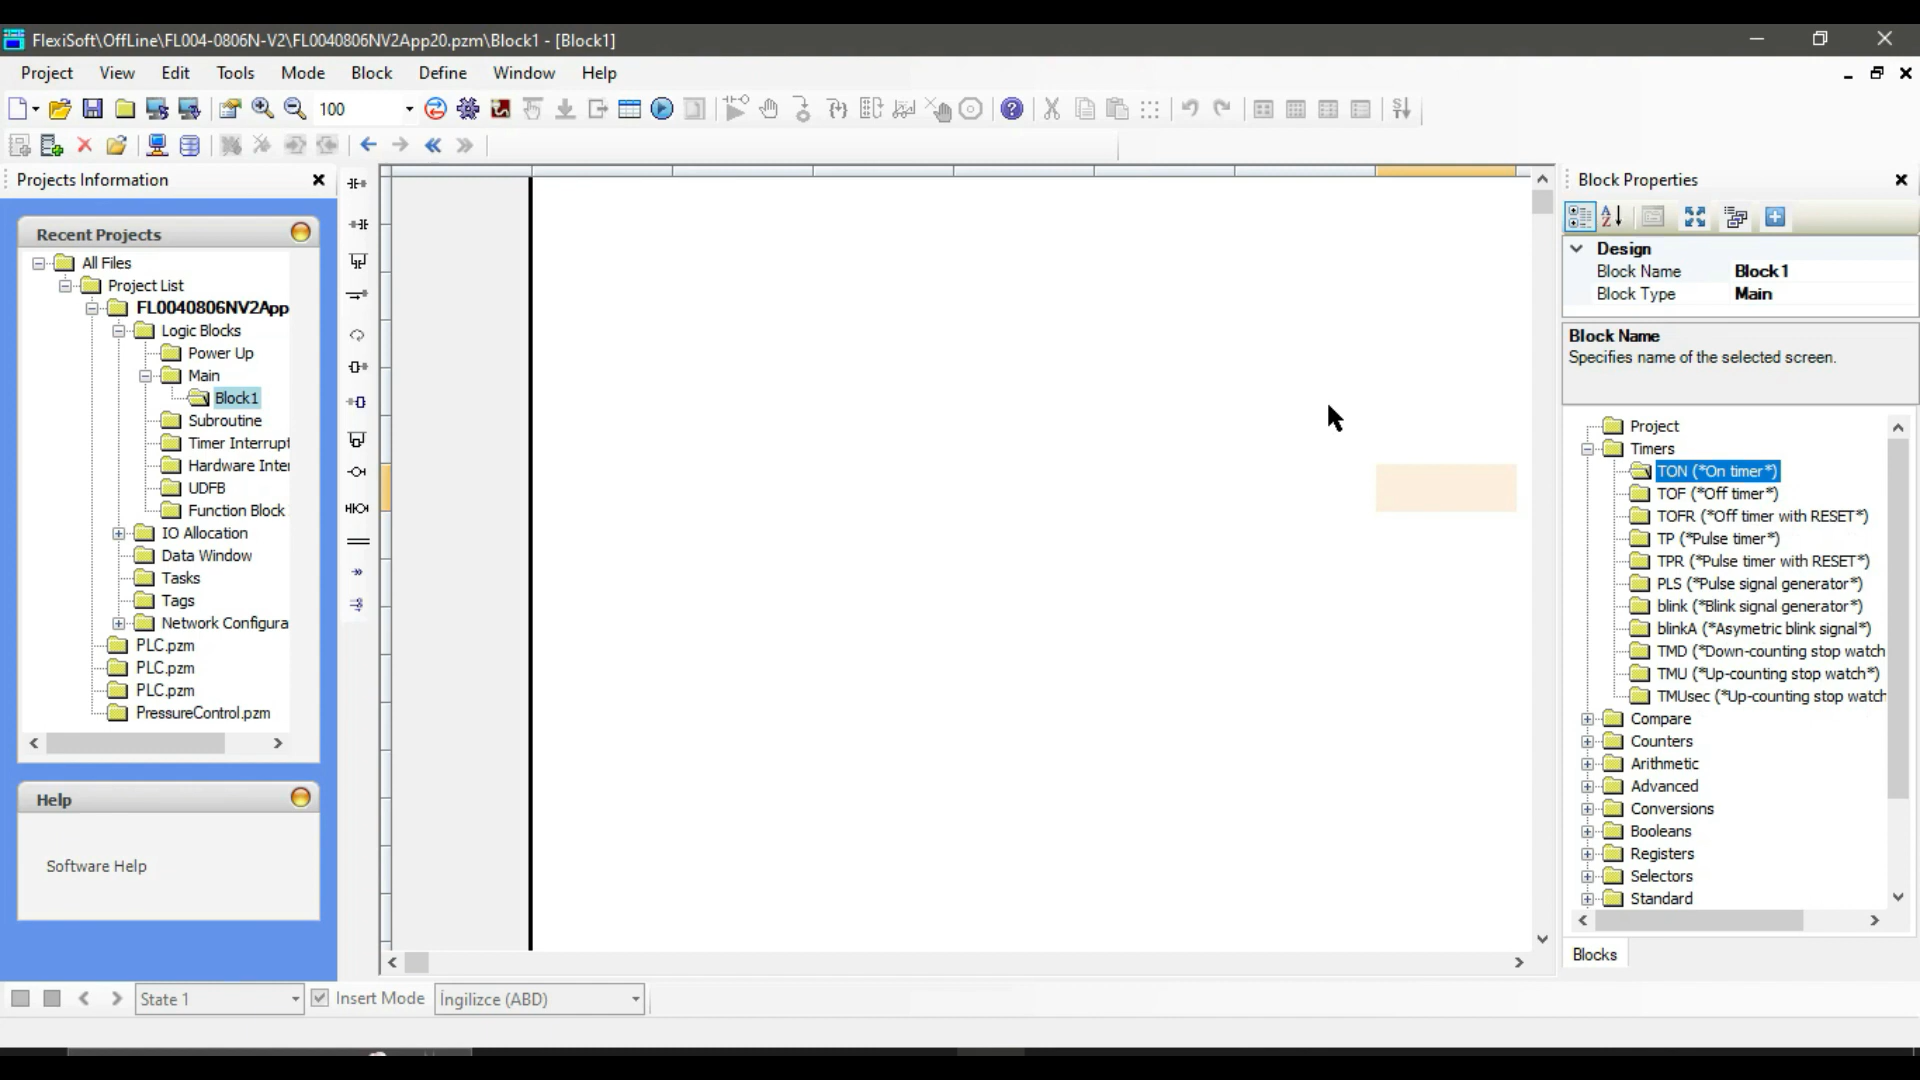 FlexiSoft\OffLine\FL004-0806N-V2\FL0040806NV2App20.pzm\Block1 - [Block1]
Project View Edit Tools Mode Block Define Window Help
100
Projects Information
Recent Projects
All Files
Project List
FL0040806NV2App
Logic Blocks
Power Up
Main
Block1
Subroutine
Timer Interrupt
Hardware Inter
UDFB
Function Block
IO Allocation
Data Window
Tasks
Tags
Network Configura
PLC.pzm
PLC.pzm
PLC.pzm
PressureControl.pzm
Help
Software Help
Block Properties
Design
Block Name Block1
Block Type Main
Block Name
Specifies name of the selected screen.
Project
Timers
TON (*On timer*)
TOF (*Off timer*)
TOFR (*Off timer with RESET*)
TP (*Pulse timer*)
TPR (*Pulse timer with RESET*)
PLS (*Pulse signal generator*)
blink (*Blink signal generator*)
blinkA (*Asymetric blink signal*)
TMD (*Down-counting stop watch
TMU (*Up-counting stop watch*)
TMUsec (*Up-counting stop watch
Compare
Counters
Arithmetic
Advanced
Conversions
Booleans
Registers
Selectors
Standard
Blocks
State 1 Insert Mode İngilizce (ABD)